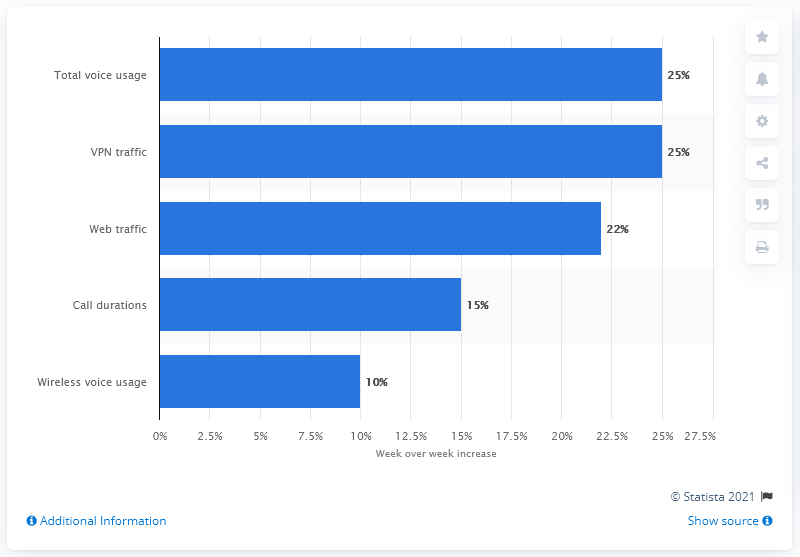 Total voice usage 25%
VPN traffic 25%
Web traffic 22%
Call durations 15%
Wireless voice usage 10%
0% 2.5% 5% 7.5% 10% 12.5% 15% 17.5% 20% 22.5% 25% 27.5%
Week over week increase
© Statista 2021
Additional Information Show source